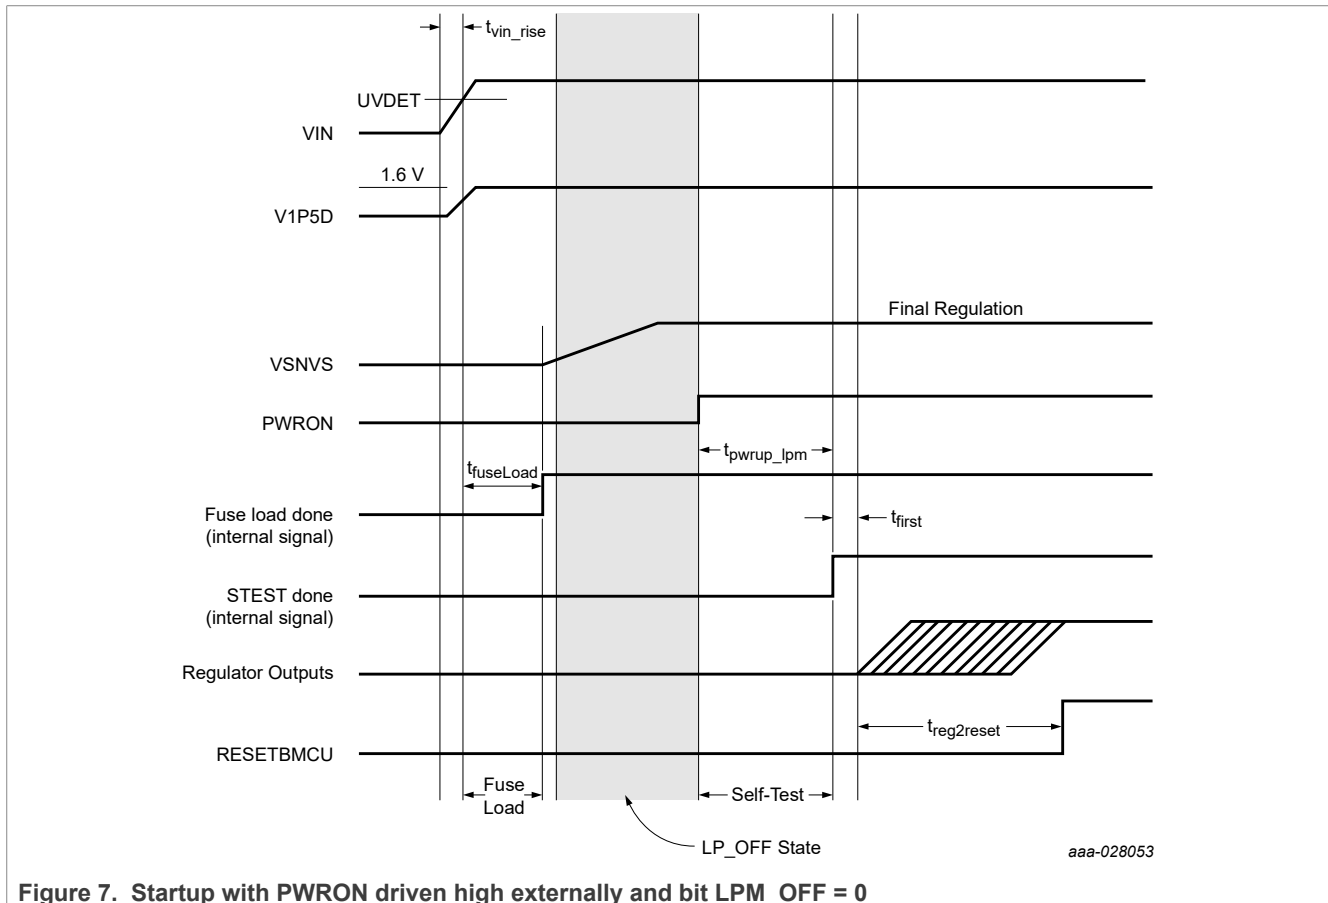 tvin_rise
UVDET
VIN
1.6 V
V1P5D
Final Regulation
VSNVS
PWRON
tpwrup_lpm
tfuseLoad
Fuse load done
(internal signal)
tfirst
STEST done
(internal signal)
Regulator Outputs
treg2reset
RESETBMCU
Fuse
Load
Self-Test
LP_OFF State
aaa-028053
Figure 7. Startup with PWRON driven high externally and bit LPM_OFF = 0